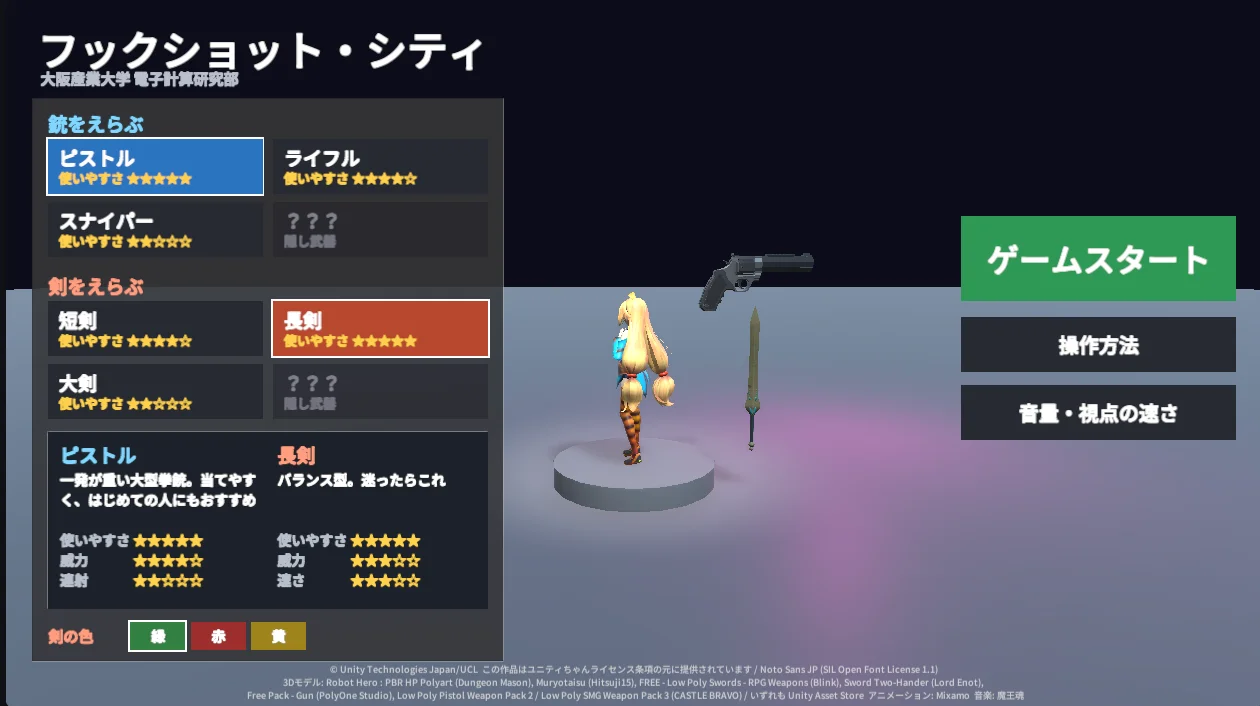 フックショット・シティ
大阪産業大学 電子計算研究部
銃をえらぶ
ピストル
使いやすさ ★★★★★
ライフル
使いやすさ ★★★★☆
スナイパー
使いやすさ ★★☆☆☆
？？？
隠し武器
剣をえらぶ
短剣
使いやすさ ★★★★☆
長剣
使いやすさ ★★★★★
大剣
使いやすさ ★★☆☆☆
？？？
隠し武器
ピストル
一発が重い大型拳銃。当てやす
く、はじめての人にもおすすめ
使いやすさ ★★★★★
威力 ★★★★☆
連射 ★★☆☆☆
長剣
バランス型。迷ったらこれ
使いやすさ ★★★★★
威力 ★★★☆☆
速さ ★★★☆☆
剣の色
緑
赤
黄
ゲームスタート
操作方法
音量・視点の速さ
© Unity Technologies Japan/UCL この作品はユニティちゃんライセンス条項の元に提供されています / Noto Sans JP (SIL Open Font License 1.1)
3Dモデル: Robot Hero : PBR HP Polyart (Dungeon Mason), Muryotaisu (Hitsuji15), FREE - Low Poly Swords - RPG Weapons (Blink), Sword Two-Hander (Lord Enot),
Free Pack - Gun (PolyOne Studio), Low Poly Pistol Weapon Pack 2 / Low Poly SMG Weapon Pack 3 (CASTLE BRAVO) / いずれも Unity Asset Store アニメーション: Mixamo 音楽: 魔王魂